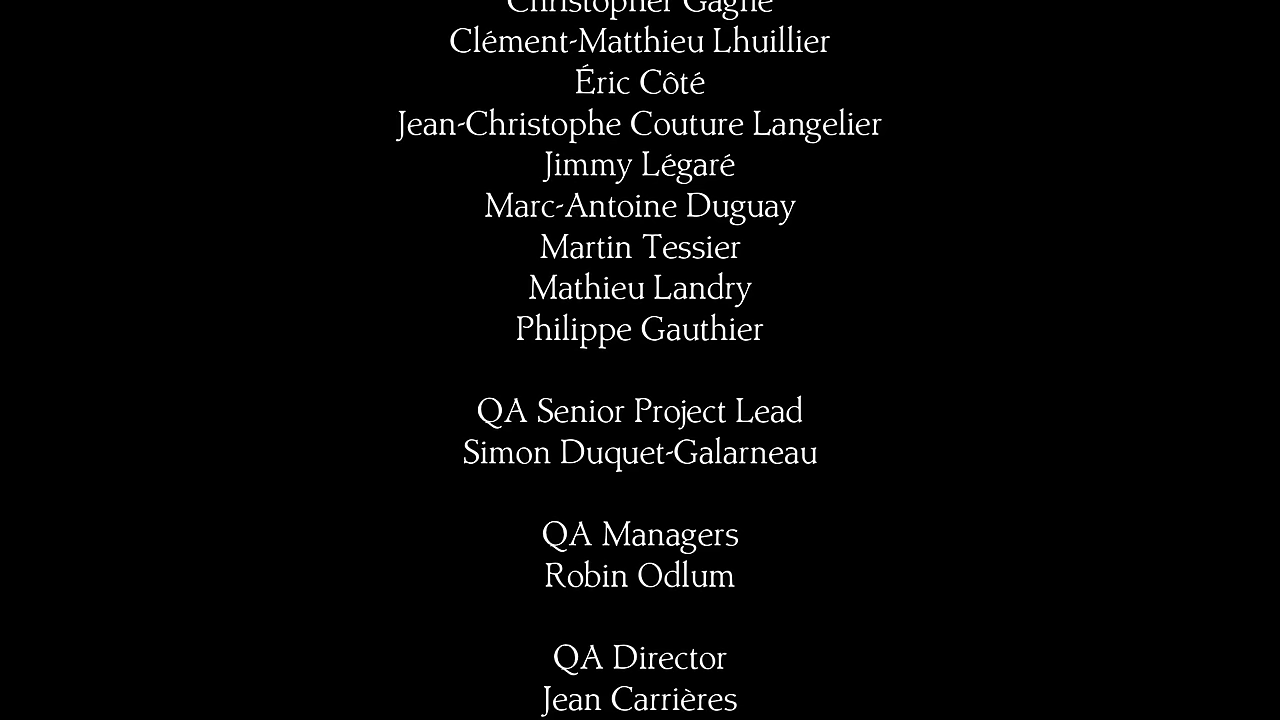 Christopher Gagné
Clément-Matthieu Lhuillier
Éric Côté
Jean-Christophe Couture Langelier
Jimmy Légaré
Marc-Antoine Duguay
Martin Tessier
Mathieu Landry
Philippe Gauthier
QA Senior Project Lead
Simon Duquet-Galarneau
QA Managers
Robin Odlum
QA Director
Jean Carrières